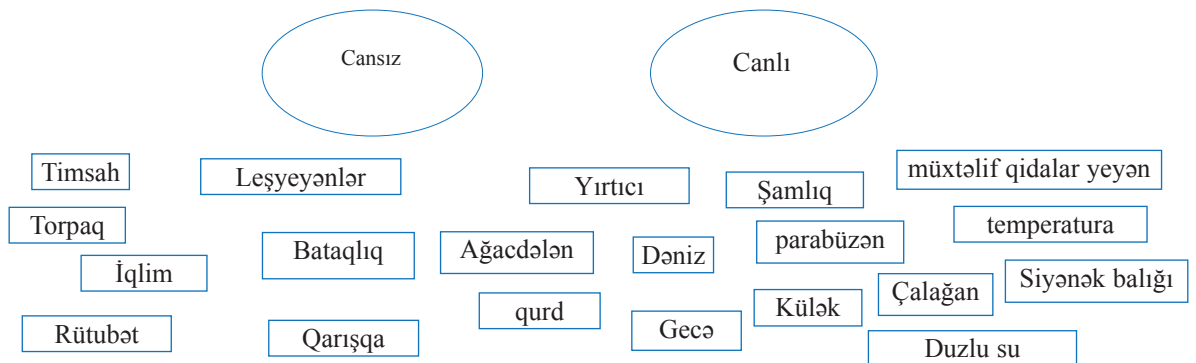 Cansız
Canlı
Timsah
Leşyeyənlər
Yırtıcı
Şamlıq
müxtəlif qidalar yeyən
Torpaq
Bataqlıq
Ağacdələn
Dəniz
parabüzən
temperatura
İqlim
qurd
Külək
Çalağan
Siyənək balığı
Rütubət
Qarışqa
Gecə
Duzlu su